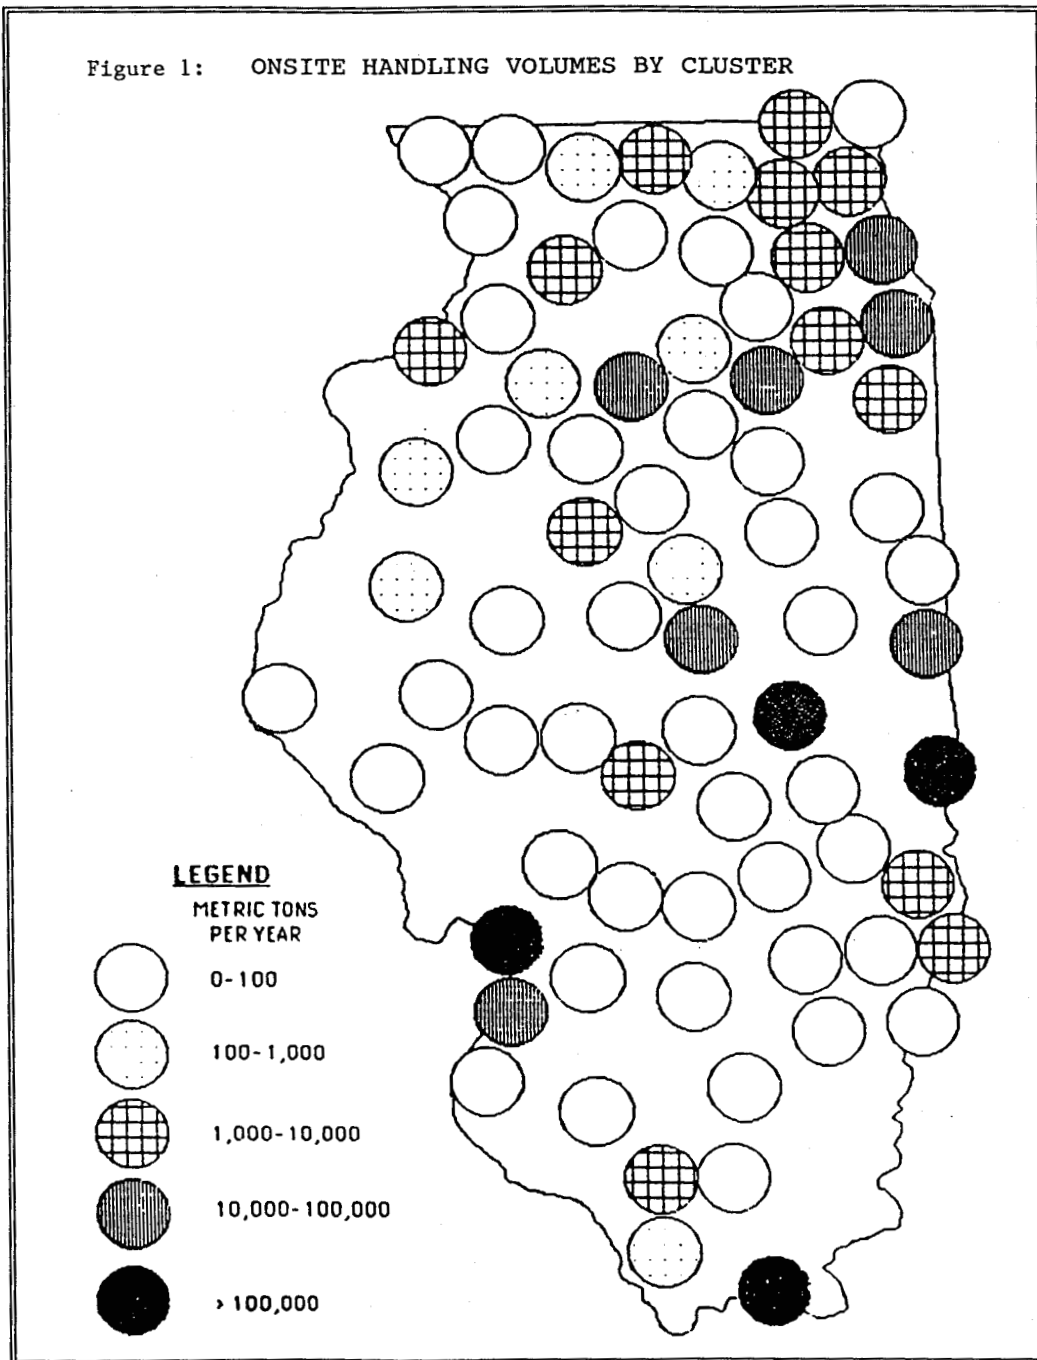 Figure 1: ONSITE HANDLING VOLUMES BY CLUSTER
LEGEND
METRIC TONS
PER YEAR
0-100
100-1,000
1,000-10,000
10,000-100,000
> 100,000